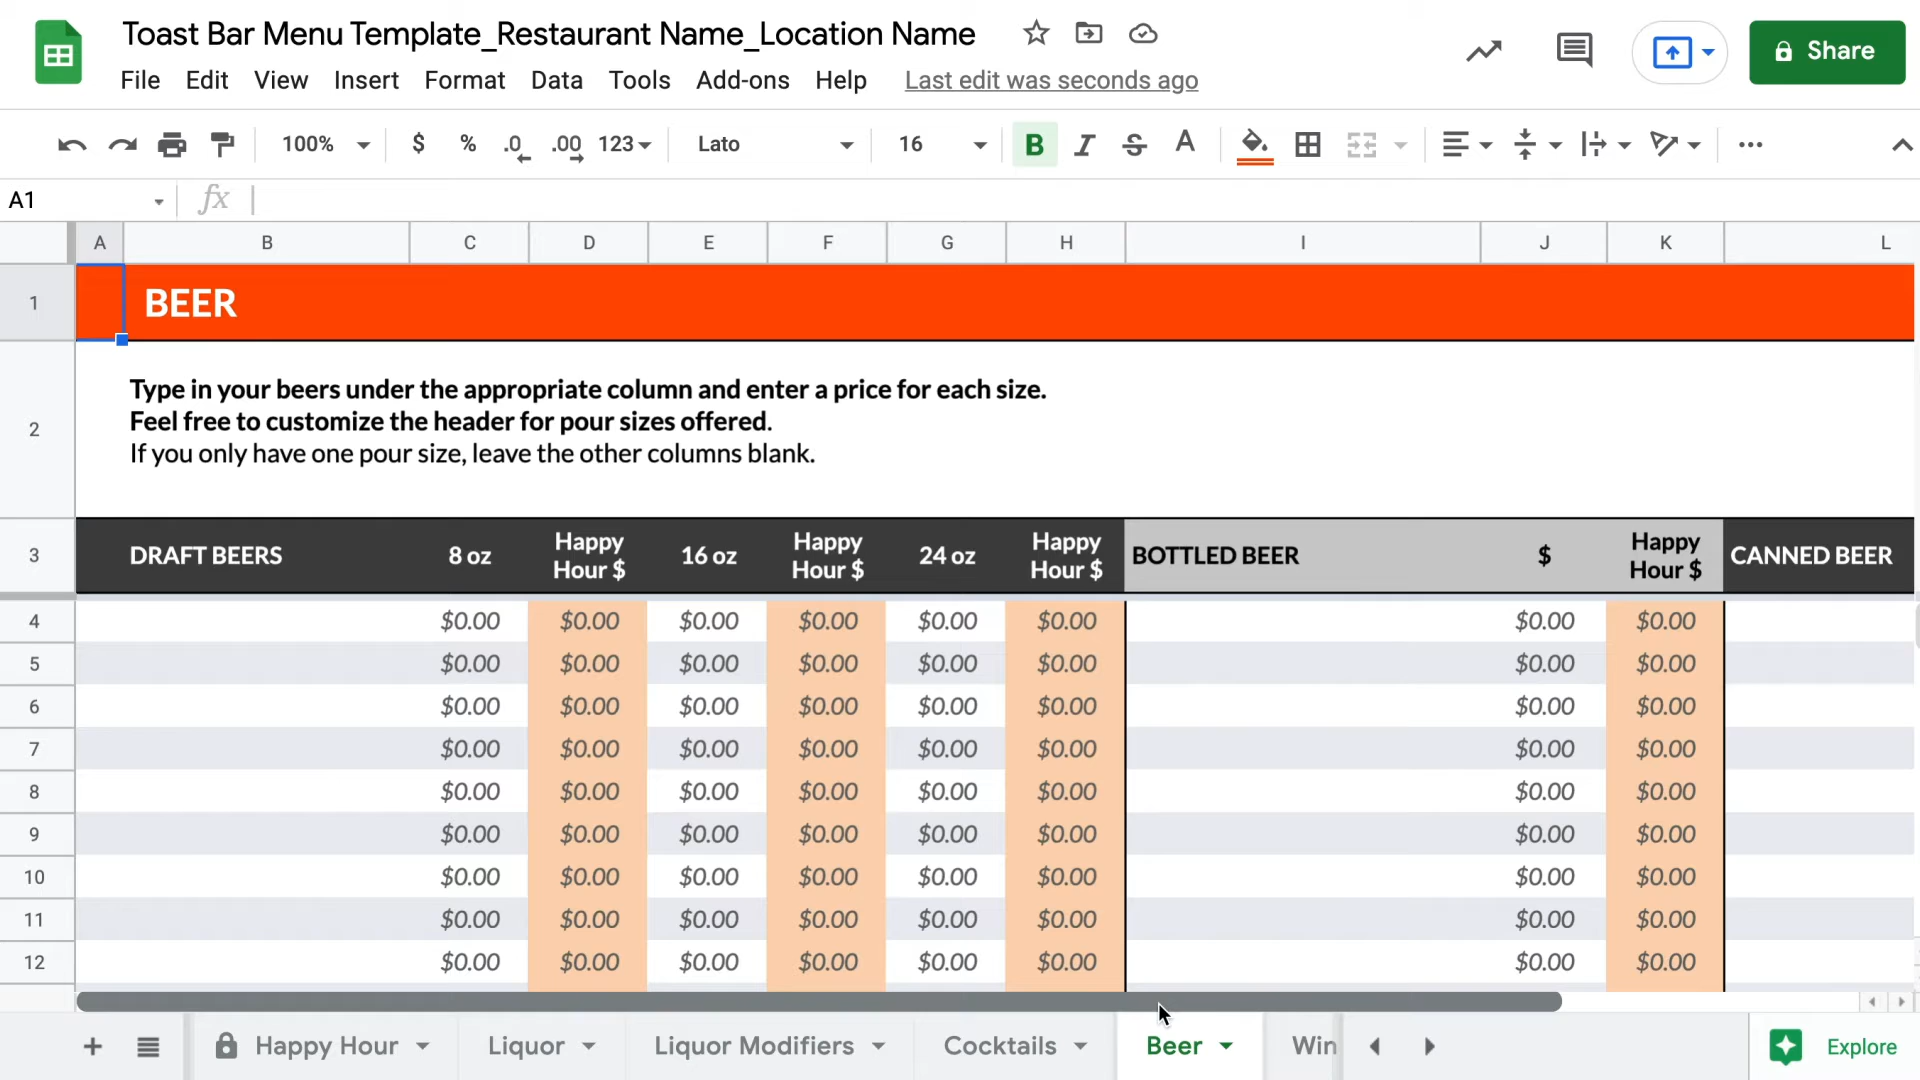 Toast Bar Menu Template_Restaurant Name_Location Name
File Edit View Insert Format Data Tools Add-ons Help Last edit was seconds ago
Share
100% $ % .0 .00 123 Lato 16 B I S A
A1 fx
A B C D E F G H I J K L
1 BEER
2 Type in your beers under the appropriate column and enter a price for each size.
Feel free to customize the header for pour sizes offered.
If you only have one pour size, leave the other columns blank.
3 DRAFT BEERS 8 oz Happy Hour $ 16 oz Happy Hour $ 24 oz Happy Hour $ BOTTLED BEER $ Happy Hour $ CANNED BEER
4 $0.00 $0.00 $0.00 $0.00 $0.00 $0.00 $0.00 $0.00
5 $0.00 $0.00 $0.00 $0.00 $0.00 $0.00 $0.00 $0.00
6 $0.00 $0.00 $0.00 $0.00 $0.00 $0.00 $0.00 $0.00
7 $0.00 $0.00 $0.00 $0.00 $0.00 $0.00 $0.00 $0.00
8 $0.00 $0.00 $0.00 $0.00 $0.00 $0.00 $0.00 $0.00
9 $0.00 $0.00 $0.00 $0.00 $0.00 $0.00 $0.00 $0.00
10 $0.00 $0.00 $0.00 $0.00 $0.00 $0.00 $0.00 $0.00
11 $0.00 $0.00 $0.00 $0.00 $0.00 $0.00 $0.00 $0.00
12 $0.00 $0.00 $0.00 $0.00 $0.00 $0.00 $0.00 $0.00
+ Happy Hour Liquor Liquor Modifiers Cocktails Beer Win Explore